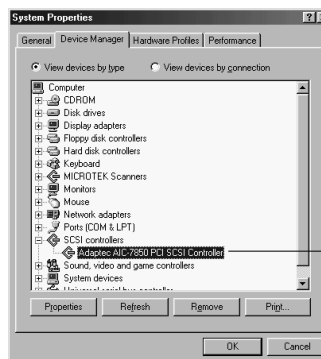 System Properties
General
Device Manager
Hardware Profiles
Performance
View devices by type
View devices by connection
Computer
CDROM
Disk drives
Display adapters
Floppy disk controllers
Hard disk controllers
Keyboard
MICROTEK Scanners
Monitors
Mouse
Network adapters
Ports (COM & LPT)
SCSI controllers
Adaptec AIC-7850 PCI SCSI Controller
Sound, video and game controllers
System devices
Properties
Refresh
Remove
Print...
OK
Cancel